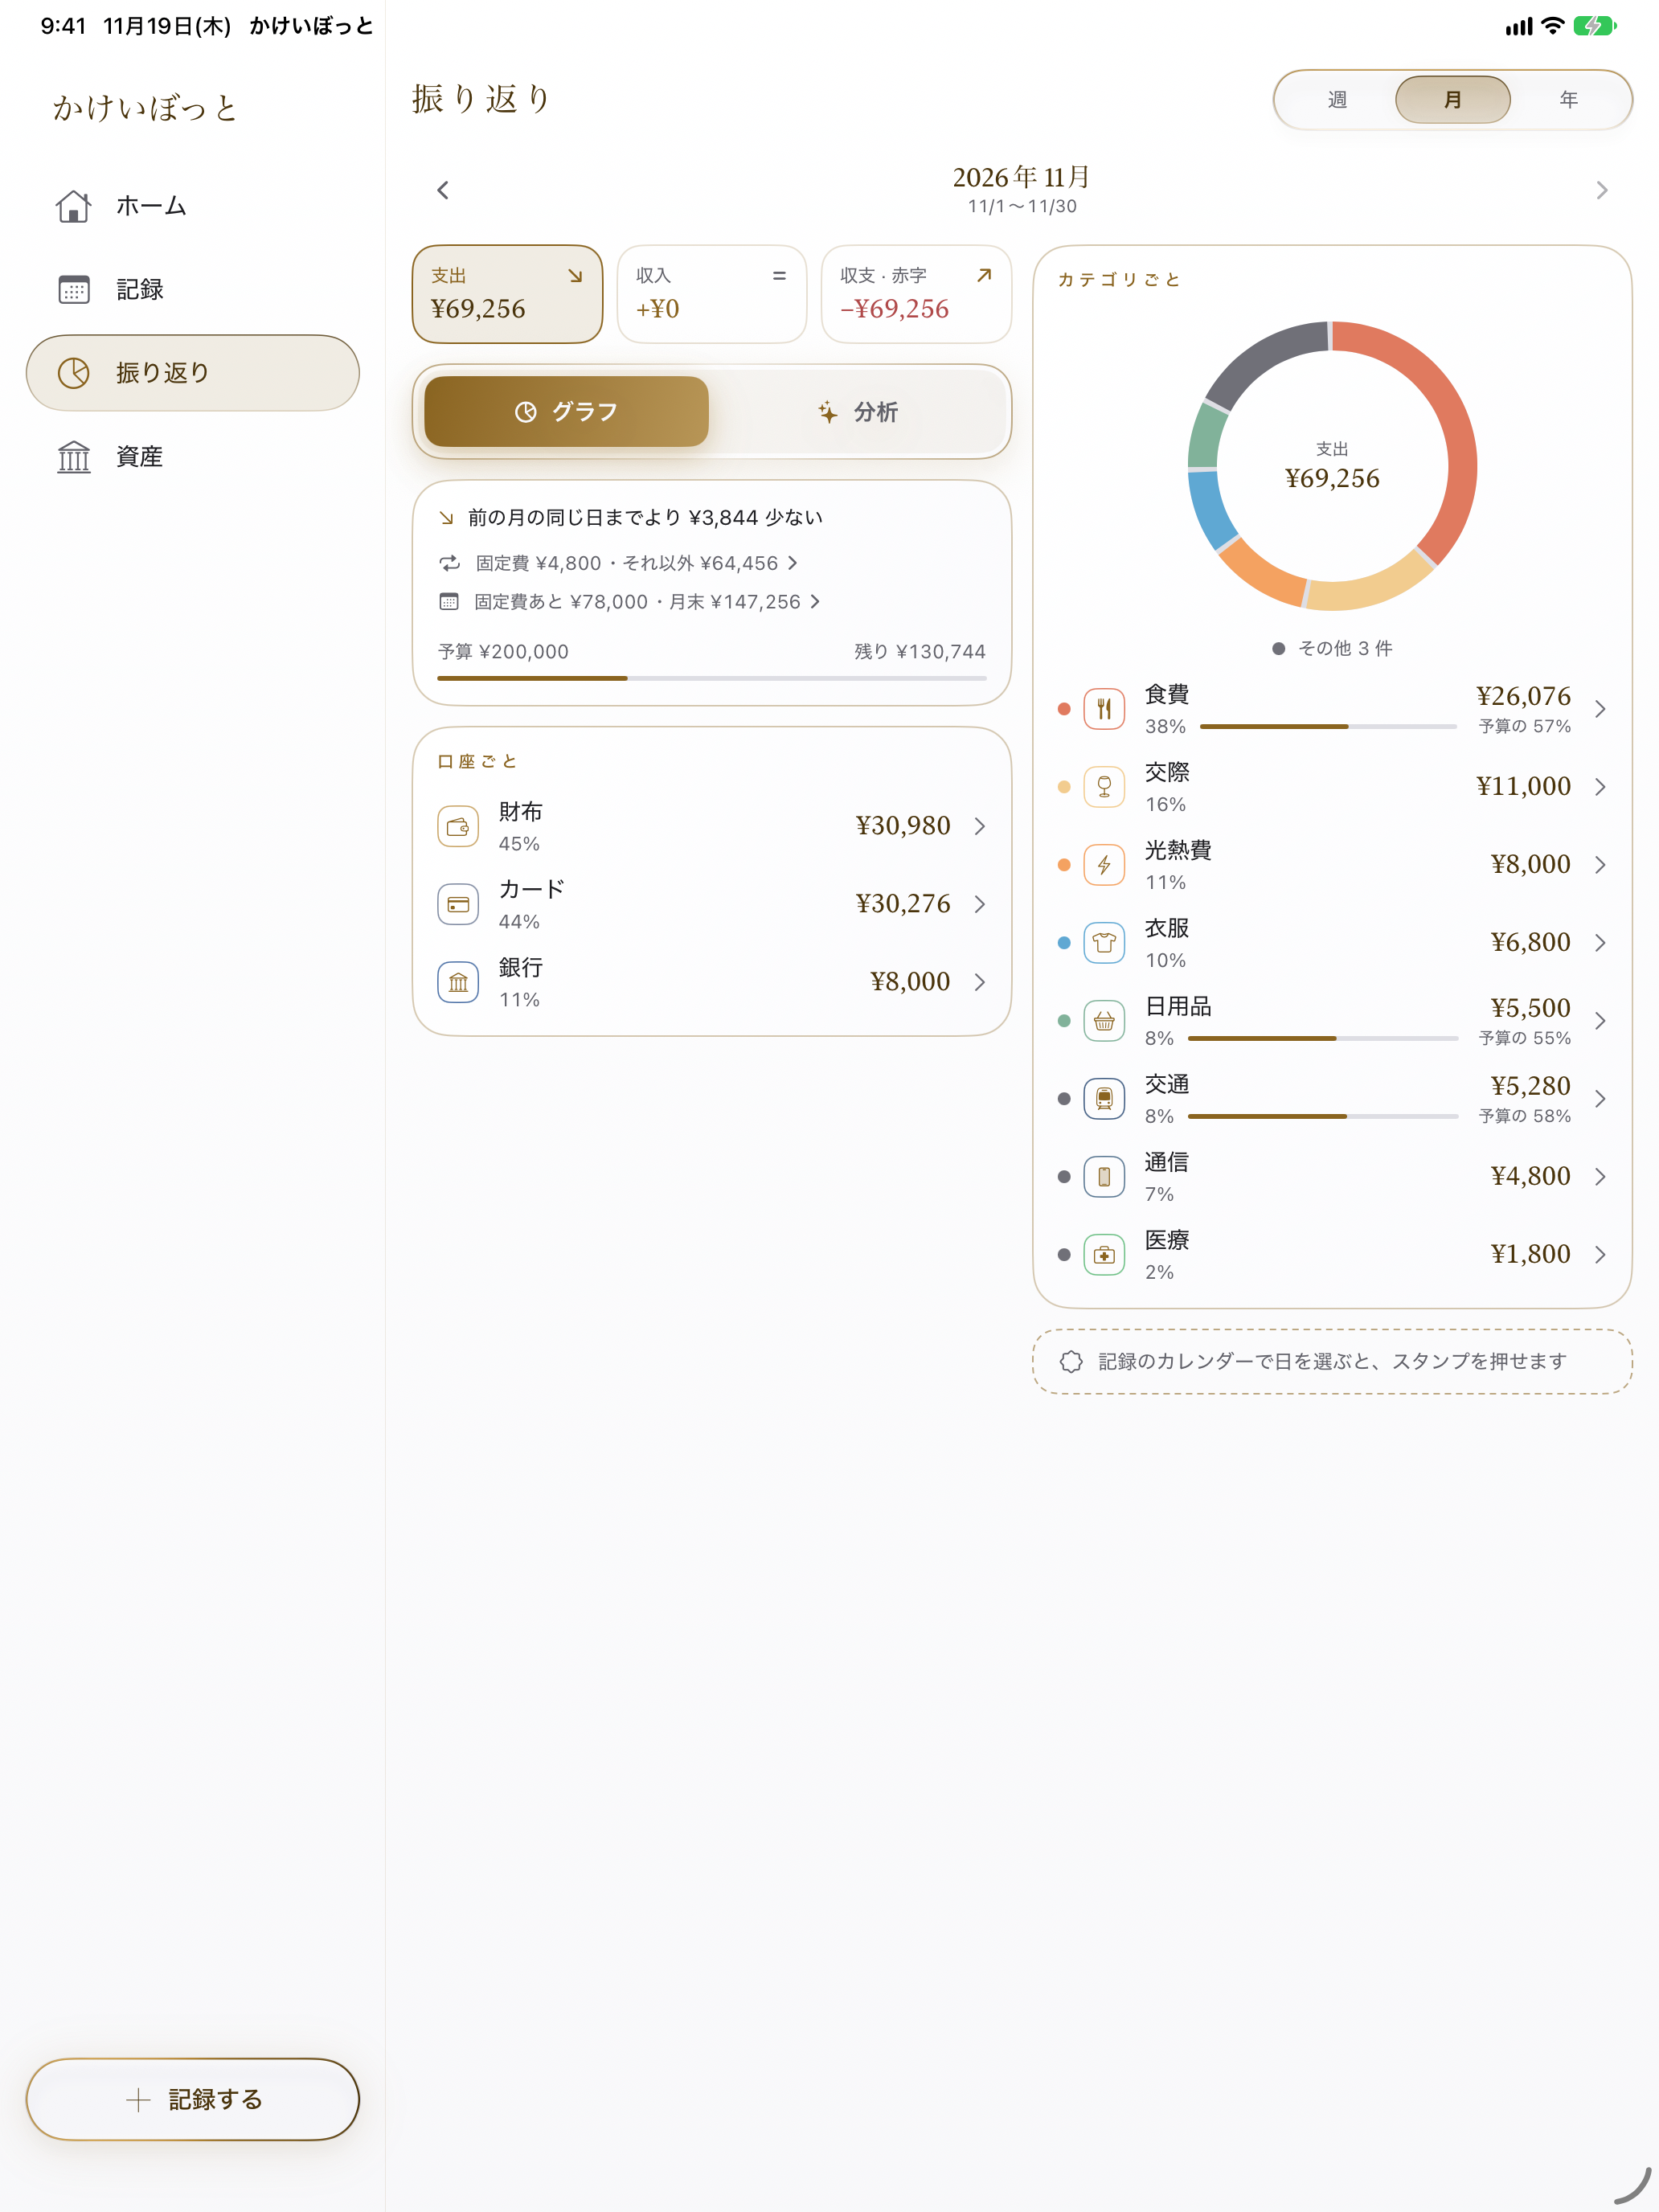 9:41 11月19日(木) かけいぼっと
かけいぼっと
ホーム
記録
振り返り
資産
記録する
振り返り
週 月 年
2026年 11月
11/1〜11/30
支出
¥69,256
収入 =
+¥0
収支 · 赤字
−¥69,256
グラフ
分析
前の月の同じ日までより ¥3,844 少ない
固定費 ¥4,800・それ以外 ¥64,456
固定費あと ¥78,000・月末 ¥147,256
予算 ¥200,000 残り ¥130,744
口座ごと
財布
45%
¥30,980
カード
44%
¥30,276
銀行
11%
¥8,000
カテゴリごと
支出
¥69,256
その他 3 件
食費
38%
¥26,076
予算の 57%
交際
16%
¥11,000
光熱費
11%
¥8,000
衣服
10%
¥6,800
日用品
8%
¥5,500
予算の 55%
交通
8%
¥5,280
予算の 58%
通信
7%
¥4,800
医療
2%
¥1,800
記録のカレンダーで日を選ぶと、スタンプを押せます